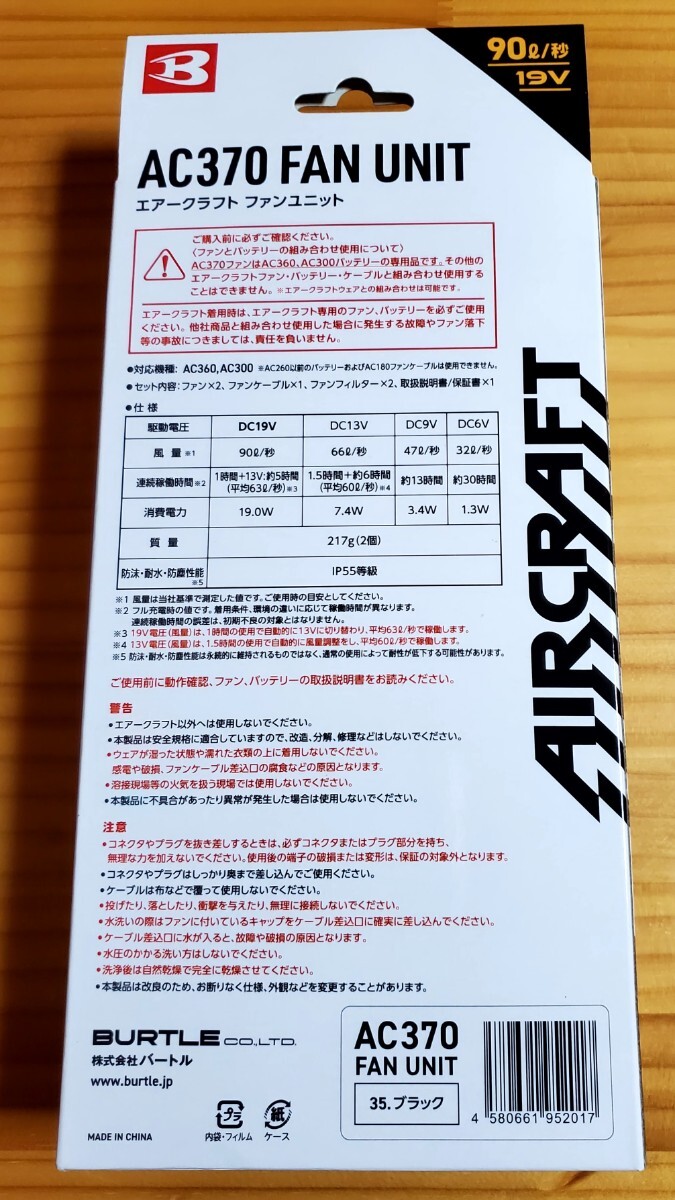 B
90ℓ/秒
19V
AC370 FAN UNIT
エアークラフト ファンユニット
ご購入前に必ずご確認ください。
〈ファンとバッテリーの組み合わせ使用について〉
AC370ファンはAC360、AC300バッテリーの専用品です。その他の
エアークラフトファン・バッテリー・ケーブルと組み合わせ使用する
ことはできません。※エアークラフトウェアとの組み合わせは可能です。
エアークラフト着用時は、エアークラフト専用のファン、バッテリーを必ずご使用
ください。他社商品と組み合わせ使用した場合に発生する故障やファン落下
等の事故につきましては、責任を負いません。
•対応機種: AC360,AC300 ※AC260以前のバッテリーおよびAC180ファンケーブルは使用できません。
•セット内容:ファン×2、ファンケーブル×1、ファンフィルター×2、取扱説明書/保証書×1
•仕様
駆動電圧 DC19V DC13V DC9V DC6V
風量※1 90ℓ/秒 66ℓ/秒 47ℓ/秒 32ℓ/秒
連続稼働時間※2 1時間+13V:約5時間 (平均63ℓ/秒)※3 1.5時間+約6時間 (平均60ℓ/秒)※4 約13時間 約30時間
消費電力 19.0W 7.4W 3.4W 1.3W
質量 217g(2個)
防沫・耐水・防塵性能※5 IP55等級
※1 風量は当社基準で測定した値です。ご使用時の目安としてください。
※2 フル充電時の値です。着用条件、環境の違いに応じて稼働時間が異なります。
連続稼働時間の誤差は、初期不良の対象とはなりません。
※3 19V電圧(風量)は、1時間の使用で自動的に13Vに切り替わり、平均63ℓ/秒で稼働します。
※4 13V電圧(風量)は、1.5時間の使用で自動的に風量調整をし、平均60ℓ/秒で稼働します。
※5 防沫・耐水・防塵性能は永続的に維持されるものではなく、通常の使用によって耐性が低下する可能性があります。
ご使用前に動作確認、ファン、バッテリーの取扱説明書をお読みください。
警告
•エアークラフト以外へは使用しないでください。
•本製品は安全規格に適合していますので、改造、分解、修理などはしないでください。
•ウェアが湿った状態や濡れた衣類の上に着用しないでください。
感電や破損、ファンケーブル差込口の腐食などの原因となります。
•溶接現場等の火気を扱う現場では使用しないでください。
•本製品に不具合があったり異常が発生した場合は使用しないでください。
注意
•コネクタやプラグを抜き差しするときは、必ずコネクタまたはプラグ部分を持ち、
無理な力を加えないでください。使用後の端子の破損または変形は、保証の対象外となります。
•コネクタやプラグはしっかり奥まで差し込んでご使用ください。
•ケーブルは布などで覆って使用しないでください。
•投げたり、落としたり、衝撃を与えたり、無理に接続しないでください。
•水洗いの際はファンに付いているキャップをケーブル差込口に確実に差し込んでください。
•ケーブル差込口に水が入ると、故障や破損の原因となります。
•水圧のかかる洗い方はしないでください。
•洗浄後は自然乾燥で完全に乾燥させてください。
•本製品は改良のため、お断りなく仕様、外観などを変更することがあります。
AIRCRAFT
BURTLE CO.,LTD.
株式会社バートル
www.burtle.jp
MADE IN CHINA
プラ
内袋・フィルム
紙
ケース
AC370
FAN UNIT
35.ブラック
4 580661 952017